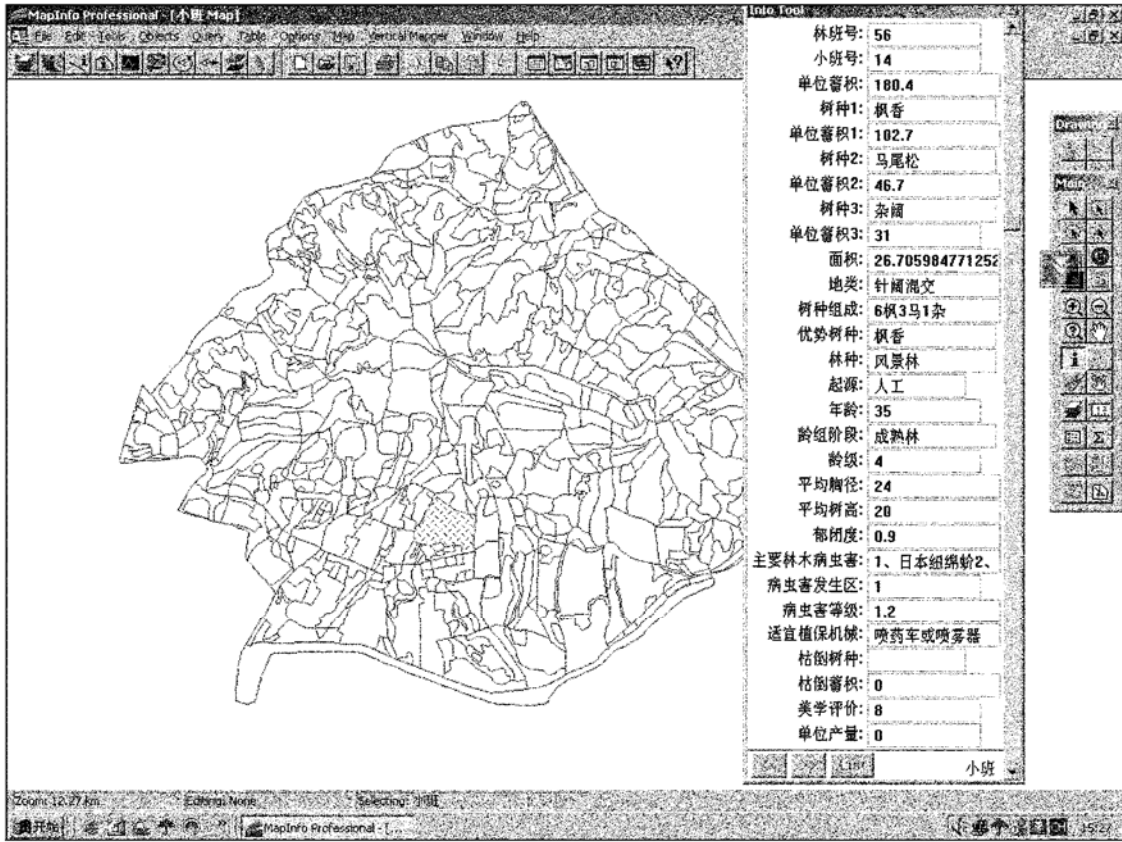 MapInfo Professional - [小班 Map]
File Edit Tools Objects Query Table Options Map Vertical Mapper Window Help
Info Tool
林班号: 56
小班号: 14
单位蓄积: 180.4
树种1: 枫香
单位蓄积1: 102.7
树种2: 马尾松
单位蓄积2: 46.7
树种3: 杂阔
单位蓄积3: 31
面积: 26.705984771252
地类: 针阔混交
树种组成: 6枫3马1杂
优势树种: 枫香
林种: 风景林
起源: 人工
年龄: 35
龄组阶段: 成熟林
龄级: 4
平均胸径: 24
平均树高: 20
郁闭度: 0.9
主要林木病虫害: 1、日本纽绵蚧2、
病虫害发生区: 1
病虫害等级: 1.2
适宜植保机械: 喷药车或喷雾器
枯倒树种:
枯倒蓄积: 0
美学评价: 8
单位产量: 0
<< >> List 小班
Drawing
Main
Zoom: 12.27 km Editing: None Selecting: 小班
开始 MapInfo Professional - [... 15:27